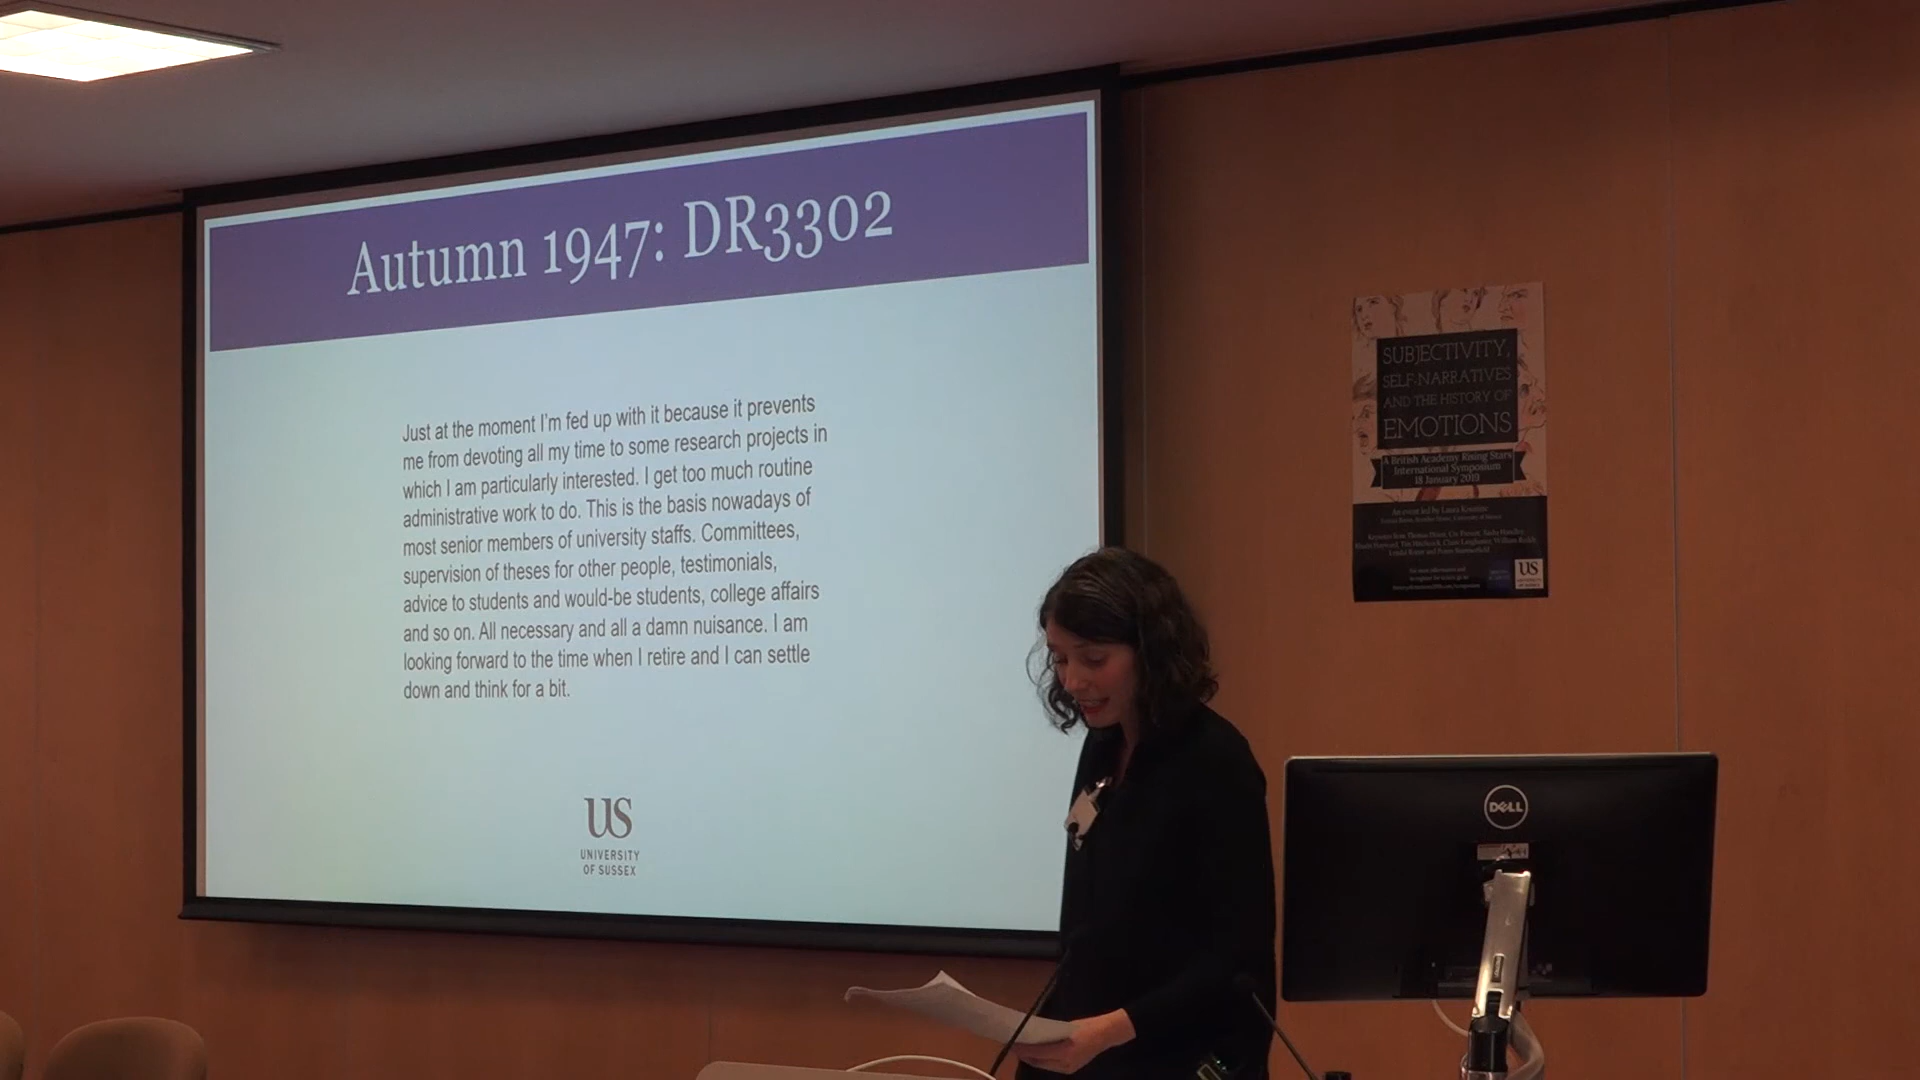 Autumn 1947: DR3302
Just at the moment I'm fed up with it because it prevents
me from devoting all my time to some research projects in
which I am particularly interested. I get too much routine
administrative work to do. This is the basis nowadays of
most senior members of university staffs. Committees,
supervision of theses for other people, testimonials,
advice to students and would-be students, college affairs
and so on. All necessary and all a damn nuisance. I am
looking forward to the time when I retire and I can settle
down and think for a bit.
US
UNIVERSITY
OF SUSSEX
SUBJECTIVITY,
SELF-NARRATIVES
AND THE HISTORY OF
EMOTIONS
A British Academy Rising Stars
International Symposium
18 January 2019
An event led by Laura Kounine
US
DELL